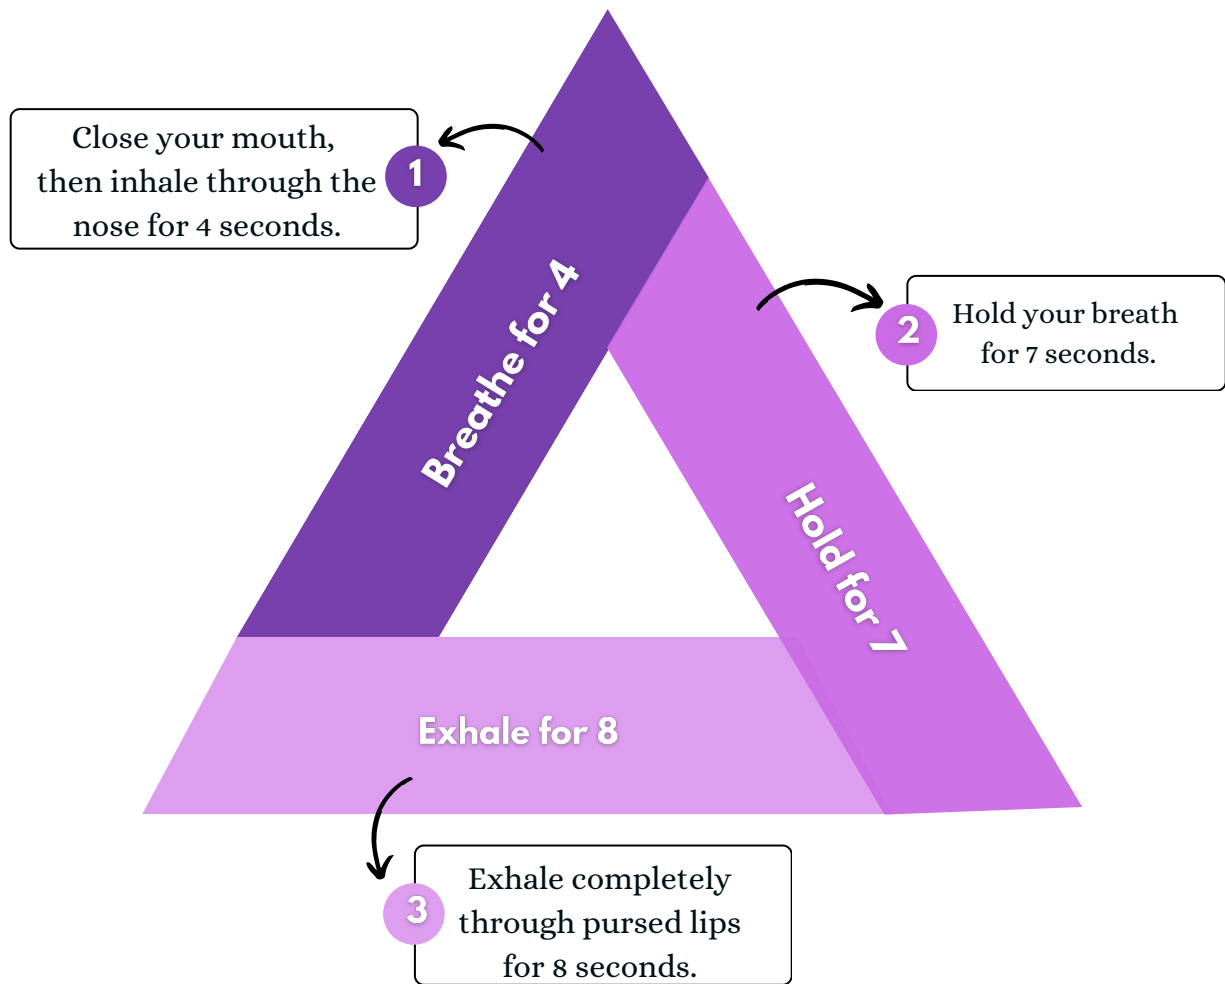 Close your mouth,
then inhale through the
nose for 4 seconds.
1
Breathe for 4
2
Hold your breath
for 7 seconds.
Hold for 7
Exhale for 8
3
Exhale completely
through pursed lips
for 8 seconds.